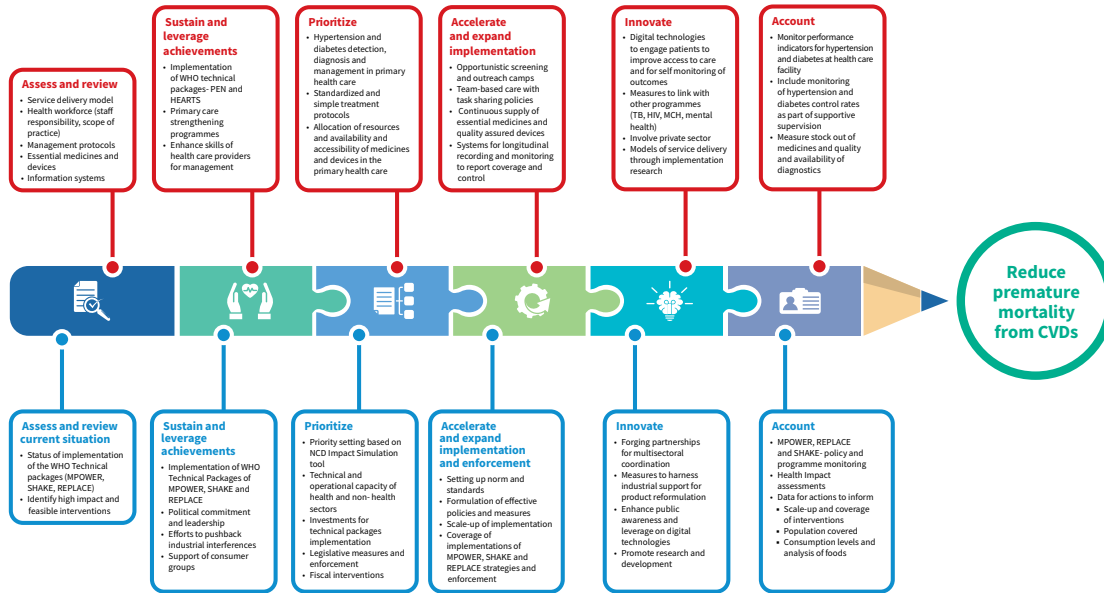 Assess and review
• Service delivery model
• Health workforce (staff
responsibility, scope of
practice)
• Management protocols
• Essential medicines and
devices
• Information systems
Sustain and
leverage
achievements
• Implementation
of WHO technical
packages- PEN and
HEARTS
• Primary care
strengthening
programmes
• Enhance skills of
health care providers
for management
Prioritize
• Hypertension and
diabetes detection,
diagnosis and
management in primary
health care
• Standardized and
simple treatment
protocols
• Allocation of resources
and availability and
accessibility of medicines
and devices in the
primary health care
Accelerate
and expand
implementation
• Opportunistic screening
and outreach camps
• Team-based care with
task sharing policies
• Continuous supply of
essential medicines and
quality assured devices
• Systems for longitudinal
recording and monitoring
to report coverage and
control
Innovate
• Digital technologies
to engage patients to
improve access to care
and for self monitoring of
outcomes
• Measures to link with
other programmes
(TB, HIV, MCH, mental
health)
• Involve private sector
• Models of service delivery
through implementation
research
Account
• Monitor performance
indicators for hypertension
and diabetes at health care
facility
• Include monitoring
of hypertension and
diabetes control rates
as part of supportive
supervision
• Measure stock out of
medicines and quality
and availability of
diagnostics
Reduce
premature
mortality
from CVDs
Assess and review
current situation
• Status of implementation
of the WHO Technical
packages (MPOWER,
SHAKE, REPLACE)
• Identify high impact and
feasible interventions
Sustain and
leverage
achievements
• Implementation of WHO
Technical Packages of
MPOWER, SHAKE and
REPLACE
• Political commitment
and leadership
• Efforts to pushback
industrial interferences
• Support of consumer
groups
Prioritize
• Priority setting based on
NCD Impact Simulation
tool
• Technical and
operational capacity of
health and non- health
sectors
• Investments for
technical packages
implementation
• Legislative measures and
enforcement
• Fiscal interventions
Accelerate
and expand
implementation
and enforcement
• Setting up norm and
standards
• Formulation of effective
policies and measures
• Scale-up of implementation
• Coverage of
implementations of
MPOWER, SHAKE and
REPLACE strategies and
enforcement
Innovate
• Forging partnerships
for multisectoral
coordination
• Measures to harness
industrial support for
product reformulation
• Enhance public
awareness and
leverage on digital
technologies
• Promote research and
development
Account
• MPOWER, REPLACE
and SHAKE- policy and
programme monitoring
• Health Impact
assessments
• Data for actions to inform
▪ Scale-up and coverage
of interventions
▪ Population covered
▪ Consumption levels and
analysis of foods